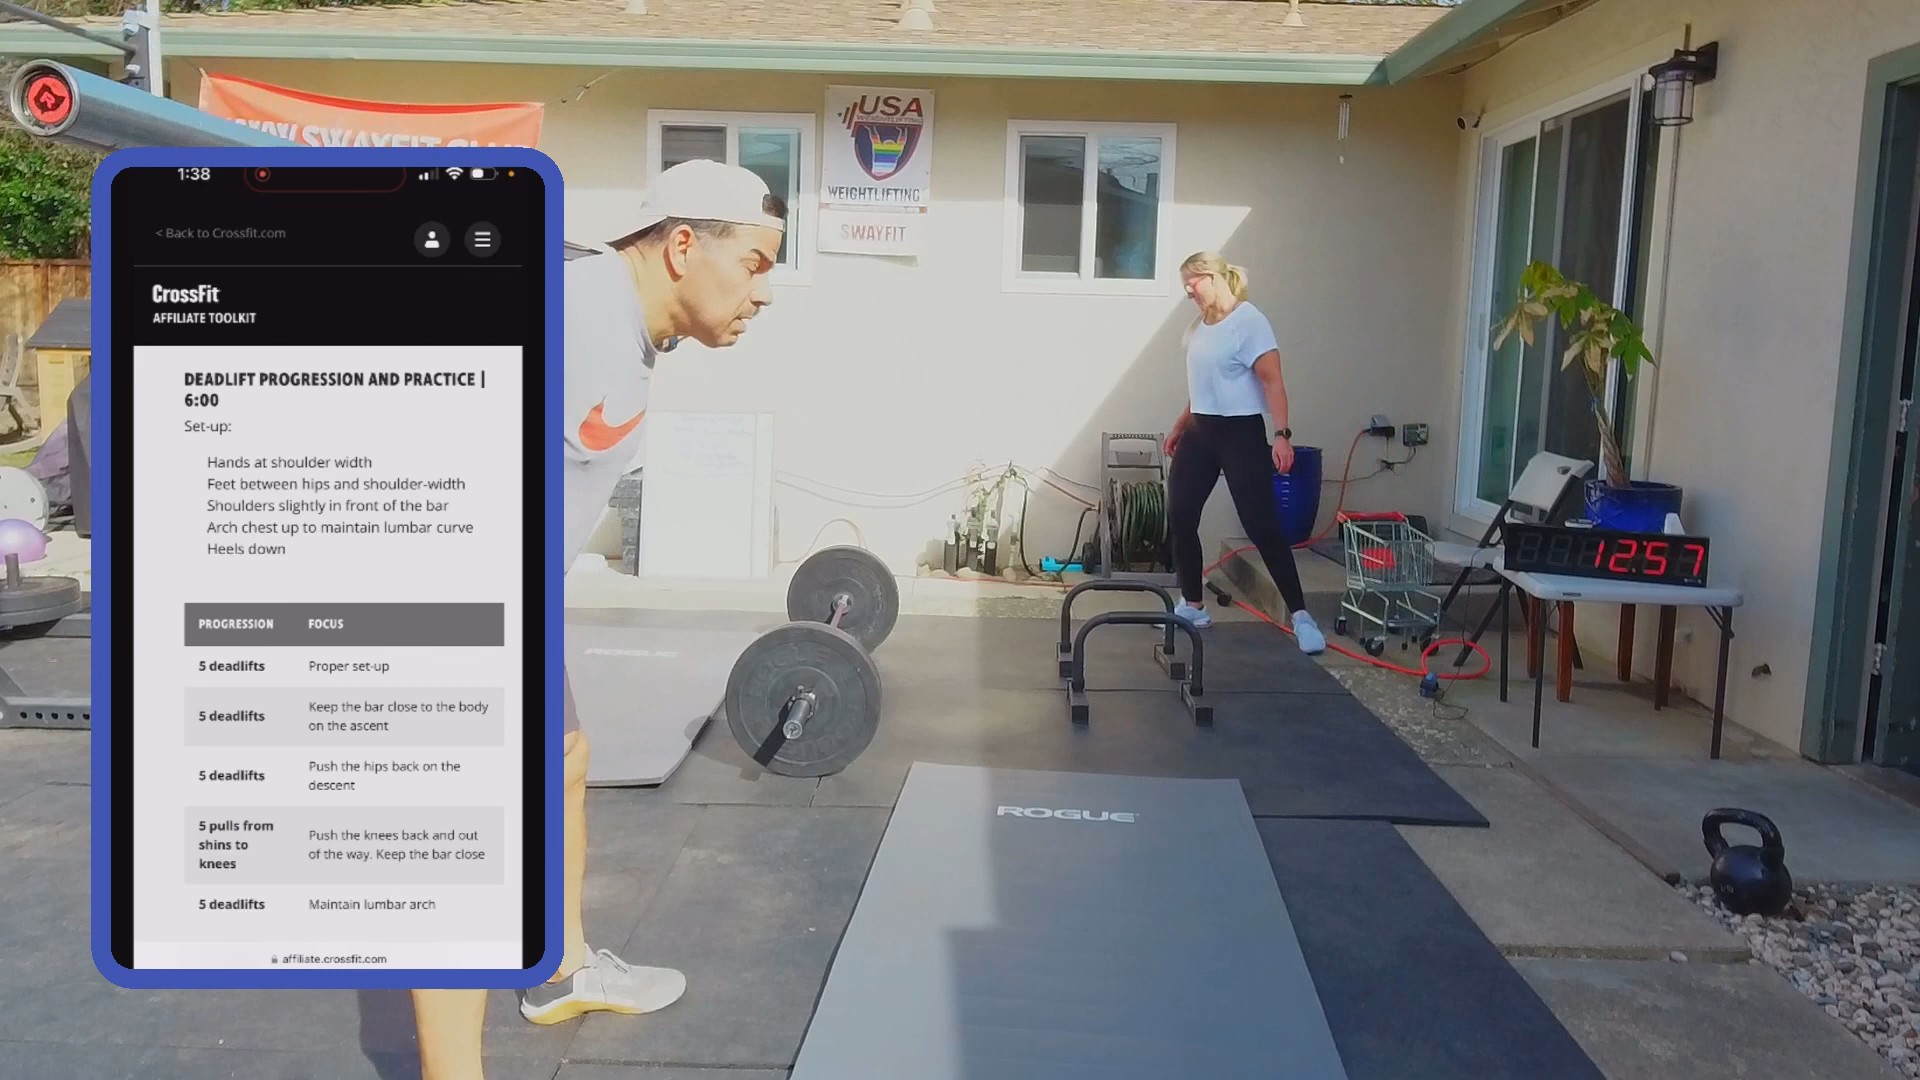 SWAYFIT CLUB
USA
WEIGHTLIFTING
WEIGHTLIFTING
SWAYFIT
1:38
< Back to Crossfit.com
CrossFit
AFFILIATE TOOLKIT
DEADLIFT PROGRESSION AND PRACTICE |
6:00
Set-up:
Hands at shoulder width
Feet between hips and shoulder-width
Shoulders slightly in front of the bar
Arch chest up to maintain lumbar curve
Heels down
PROGRESSION FOCUS
5 deadlifts Proper set-up
5 deadlifts Keep the bar close to the body
on the ascent
5 deadlifts Push the hips back on the
descent
5 pulls from
shins to
knees
Push the knees back and out
of the way. Keep the bar close
5 deadlifts Maintain lumbar arch
affiliate.crossfit.com
12:57
ROGUE
ROGUE